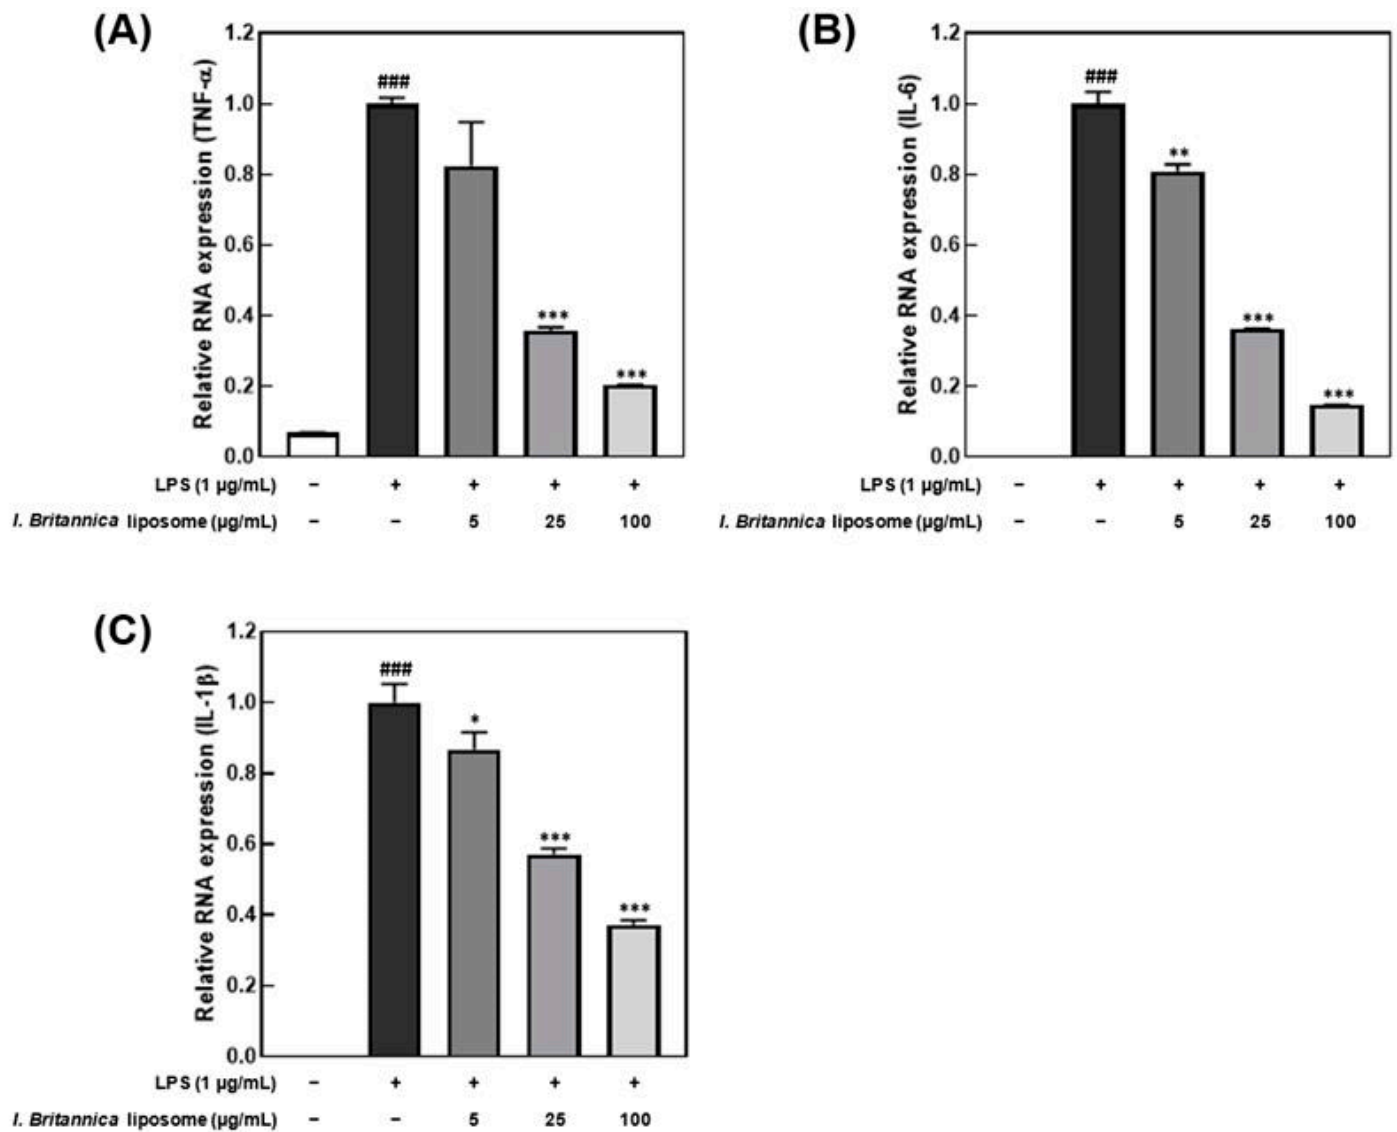 (A)
Relative RNA expression (TNF-α)
1.2
1.0
0.8
0.6
0.4
0.2
0.0
###
***
***
LPS (1 µg/mL) − + + + +
I. Britannica liposome (µg/mL) − − 5 25 100
(B)
Relative RNA expression (IL-6)
1.2
1.0
0.8
0.6
0.4
0.2
0.0
###
**
***
***
LPS (1 µg/mL) − + + + +
I. Britannica liposome (µg/mL) − − 5 25 100
(C)
Relative RNA expression (IL-1β)
1.2
1.0
0.8
0.6
0.4
0.2
0.0
###
*
***
***
LPS (1 µg/mL) − + + + +
I. Britannica liposome (µg/mL) − − 5 25 100